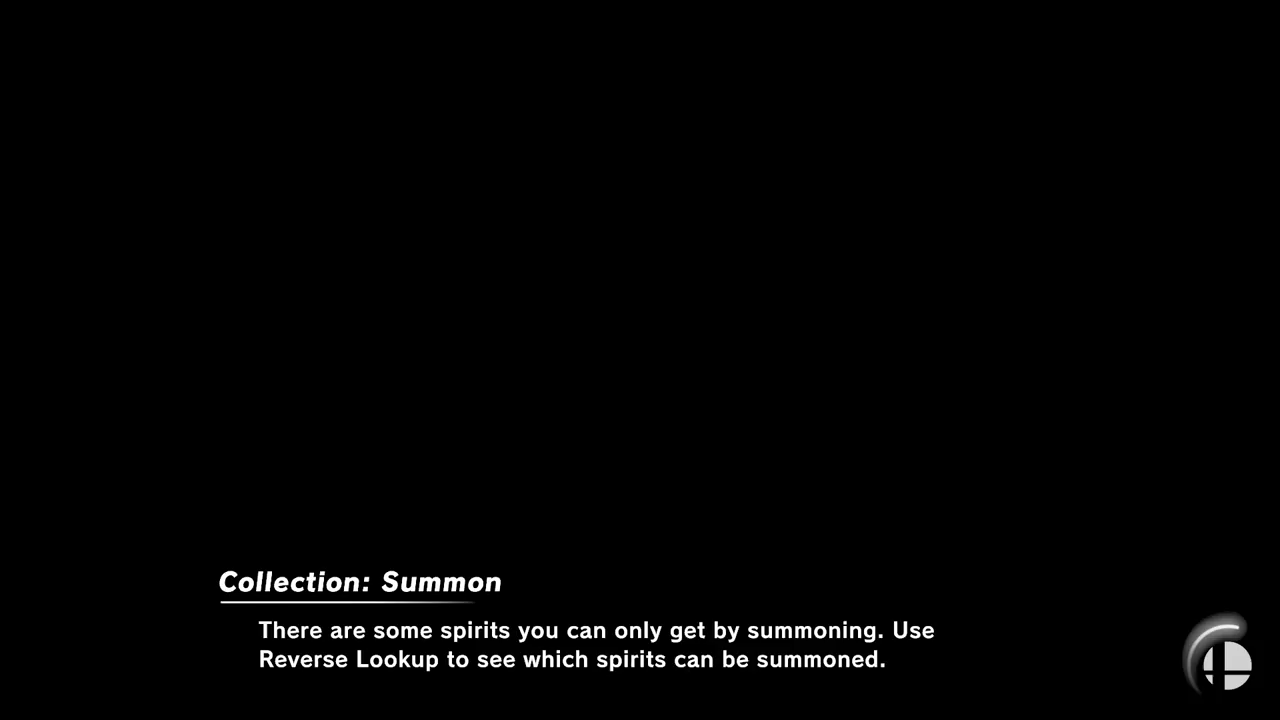 Collection: Summon
There are some spirits you can only get by summoning. Use
Reverse Lookup to see which spirits can be summoned.